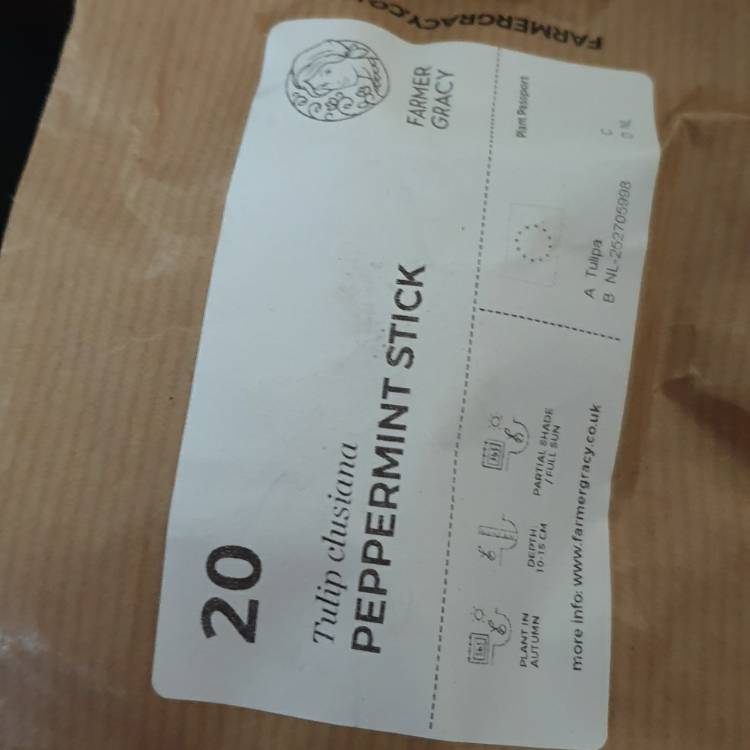 FARMERGRACY.CO
FARMER
GRACY
20
Tulip clusiana
PEPPERMINT STICK
PLANT IN
AUTUMN
DEPTH
10-15 CM
PARTIAL SHADE
/ FULL SUN
more info: www.farmergracy.co.uk
Plant Passport
A Tulipa
B NL-252705998
C
D NL